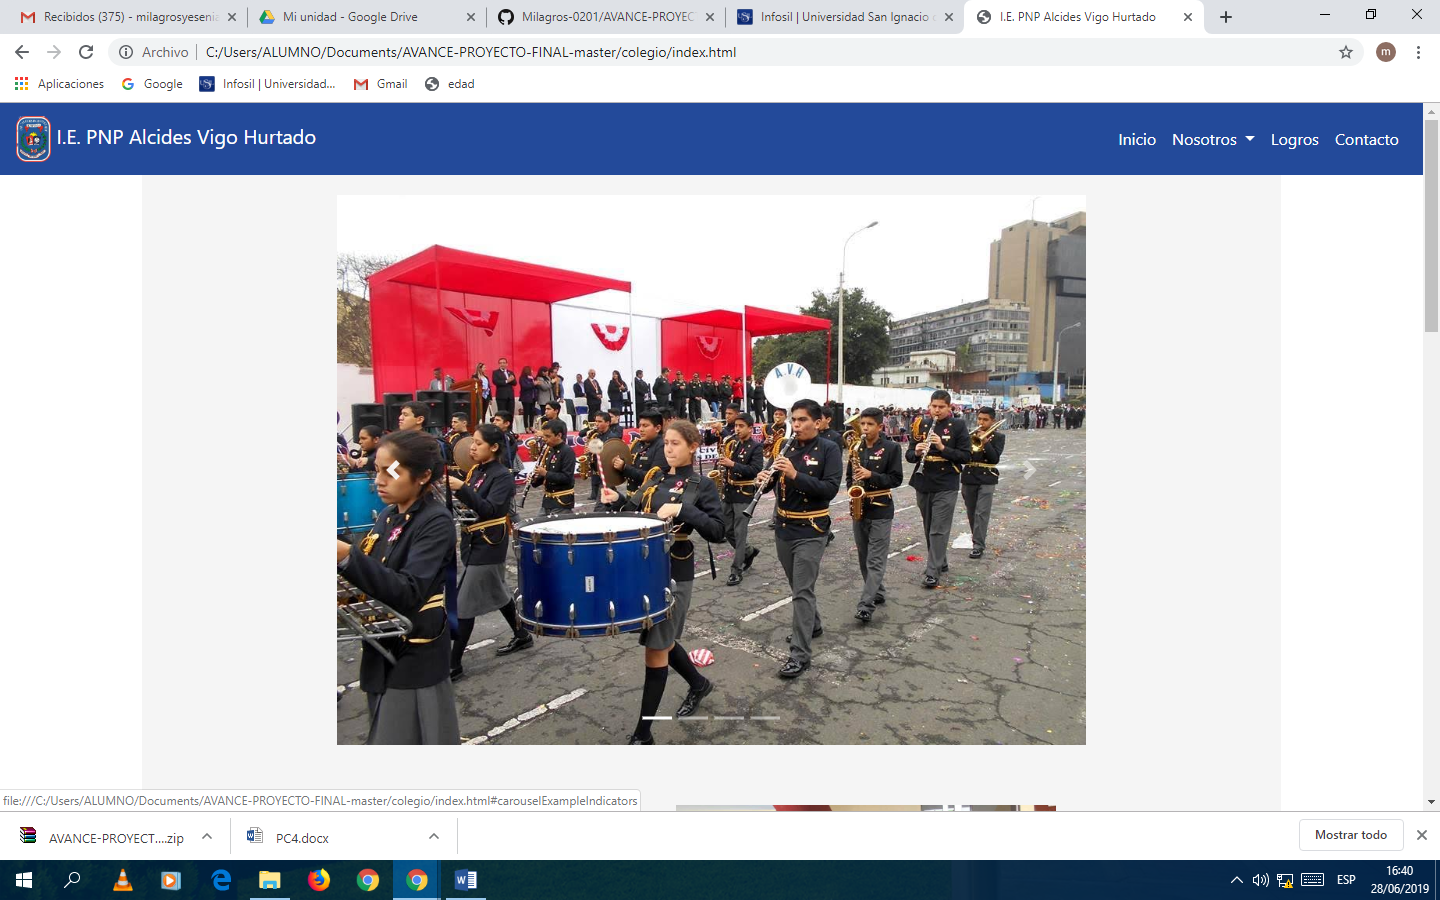 Recibidos (375) - milagrosyesenia
Mi unidad - Google Drive
Milagros-0201/AVANCE-PROYEC
Infosil | Universidad San Ignacio
I.E. PNP Alcides Vigo Hurtado
Archivo
C:/Users/ALUMNO/Documents/AVANCE-PROYECTO-FINAL-master/colegio/index.html
m
Aplicaciones
Google
Infosil | Universidad...
Gmail
edad
I.E. PNP Alcides Vigo Hurtado
Inicio
Nosotros
Logros
Contacto
A.V.H
file:///C:/Users/ALUMNO/Documents/AVANCE-PROYECTO-FINAL-master/colegio/index.html#carouselExampleIndicators
AVANCE-PROYECT....zip
PC4.docx
Mostrar todo
ESP
16:40
28/06/2019